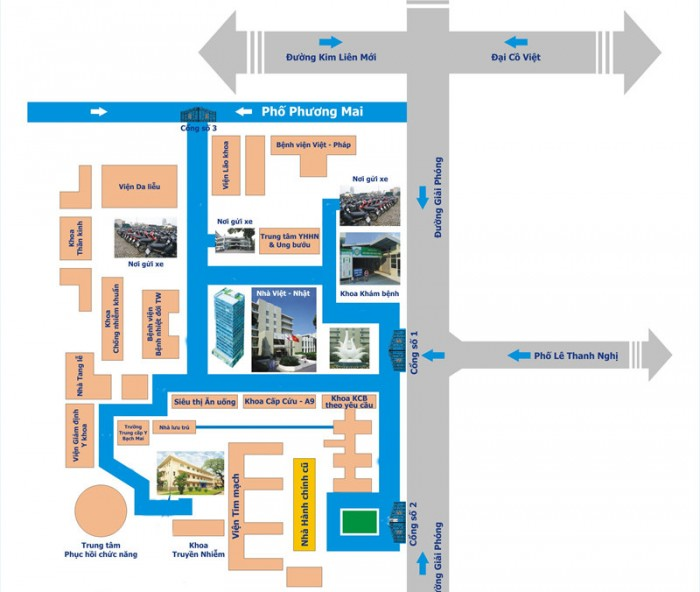 Đường Kim Liên Mới
Đại Cồ Việt
Phố Phương Mai
Cổng số 3
Viện Lão khoa
Bệnh viện Việt - Pháp
Viện Da liễu
Nơi gửi xe
Nơi gửi xe
Đường Giải Phóng
Khoa
Thần kinh
Trung tâm YHHN
& Ung bướu
Nơi gửi xe
Khoa Khám bệnh
Khoa
Chống nhiễm khuẩn
Bệnh viện
Bệnh nhiệt đới TW
Nhà Việt - Nhật
Cổng số 1
Phố Lê Thanh Nghị
Nhà Tang lễ
Siêu thị Ăn uống
Khoa Cấp Cứu - A9
Khoa KCB
theo yêu cầu
Viện Giám định
Y khoa
Trường
Trung cấp Y
Bạch Mai
Nhà lưu trú
Viện Tim mạch
Nhà Hành chính cũ
Cổng số 2
Trung tâm
Phục hồi chức năng
Khoa
Truyền Nhiễm
Đường Giải Phóng